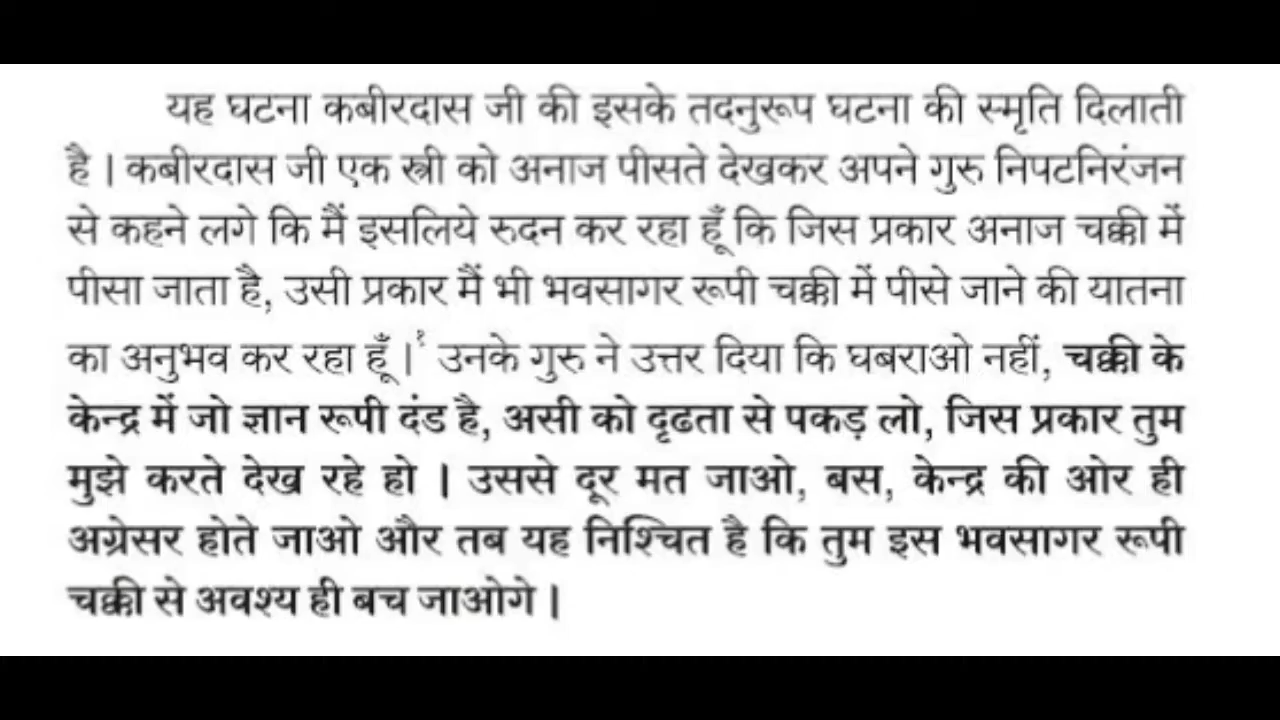 यह घटना कबीरदास जी की इसके तदनुरूप घटना की स्मृति दिलाती
है । कबीरदास जी एक स्त्री को अनाज पीसते देखकर अपने गुरु निपटनिरंजन
से कहने लगे कि मैं इसलिये रुदन कर रहा हूँ कि जिस प्रकार अनाज चक्की में
पीसा जाता है, उसी प्रकार मैं भी भवसागर रूपी चक्की में पीसे जाने की यातना
का अनुभव कर रहा हूँ ।१ उनके गुरु ने उत्तर दिया कि घबराओ नहीं, चक्की के
केन्द्र में जो ज्ञान रूपी दंड है, असी को दृढता से पकड़ लो, जिस प्रकार तुम
मुझे करते देख रहे हो । उससे दूर मत जाओ, बस, केन्द्र की ओर ही
अग्रेसर होते जाओ और तब यह निश्चित है कि तुम इस भवसागर रूपी
चक्की से अवश्य ही बच जाओगे ।